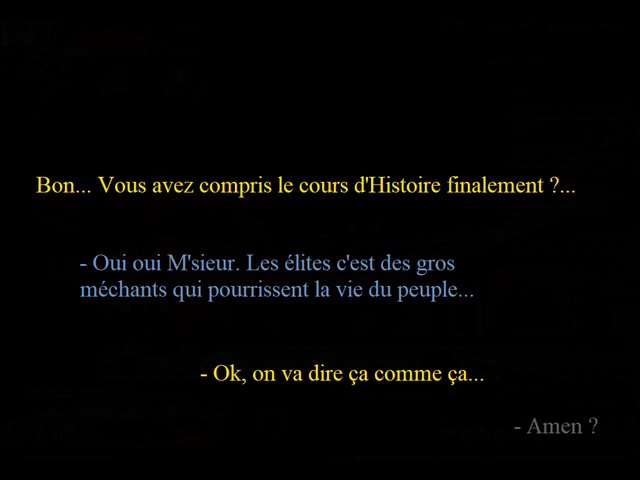 Bon... Vous avez compris le cours d'Histoire finalement ?...
- Oui oui M'sieur. Les élites c'est des gros
méchants qui pourrissent la vie du peuple...
- Ok, on va dire ça comme ça...
- Amen ?